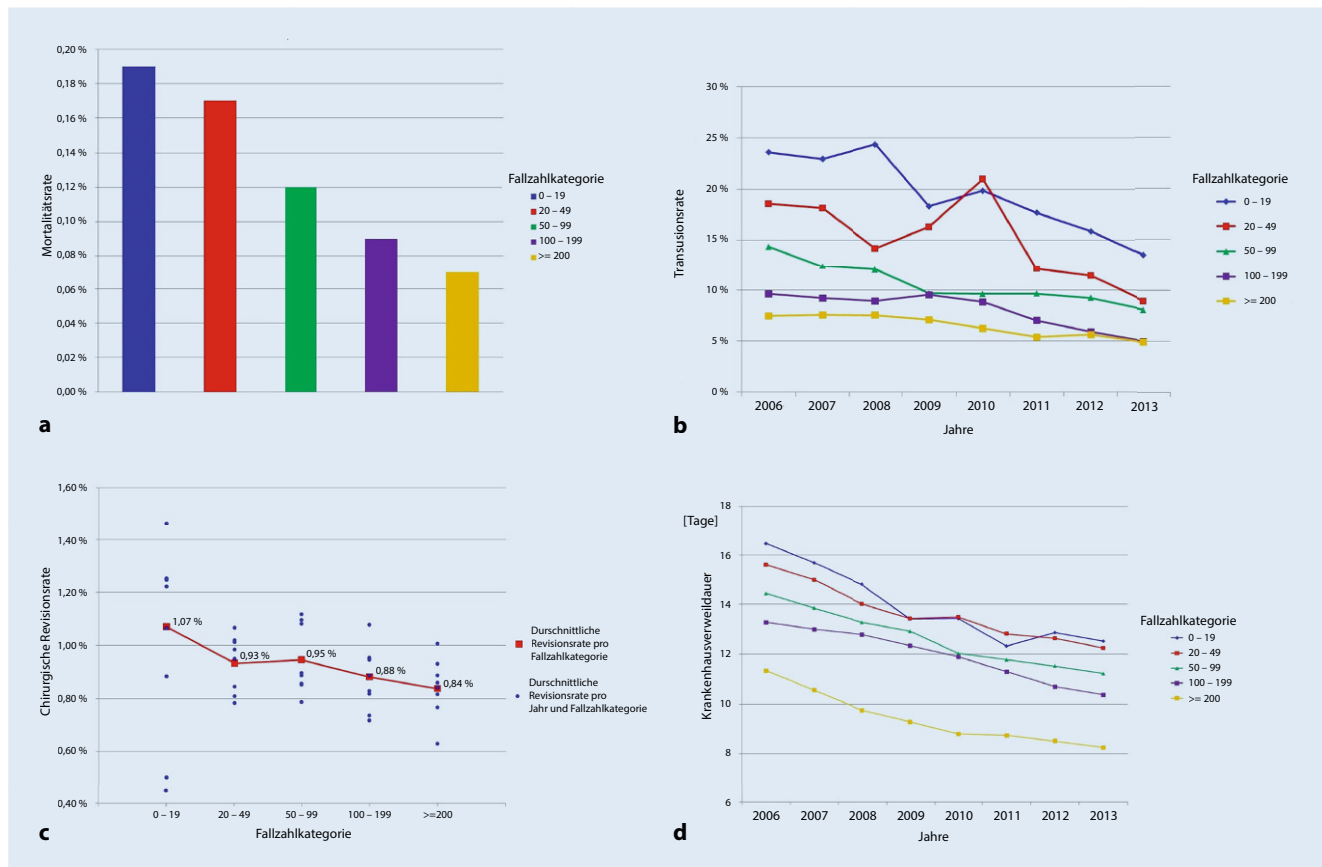 0,20 %
0,18 %
0,16 %
0,14 %
0,12 %
0,10 %
0,08 %
0,06 %
0,04 %
0,02 %
0,00 %
Mortalitätsrate
Fallzahlkategorie
0 – 19
20 – 49
50 – 99
100 – 199
>= 200
a
30 %
25 %
20 %
15 %
10 %
5 %
0 %
Transusionsrate
2006 2007 2008 2009 2010 2011 2012 2013
Jahre
Fallzahlkategorie
0 – 19
20 – 49
50 – 99
100 – 199
>= 200
b
1,60 %
1,40 %
1,20 %
1,00 %
0,80 %
0,60 %
0,40 %
Chirurgische Revisionsrate
1,07 %
0,93 %
0,95 %
0,88 %
0,84 %
0 – 19 20 – 49 50 – 99 100 – 199 >=200
Fallzahlkategorie
Durschnittliche
Revisionsrate pro
Fallzahlkategorie
Durschnittliche
Revisionsrate pro
Jahr und Fallzahlkategorie
c
18
[Tage]
16
14
12
10
8
6
Krankenhausverweildauer
2006 2007 2008 2009 2010 2011 2012 2013
Jahre
Fallzahlkategorie
0 – 19
20 – 49
50 – 99
100 – 199
>= 200
d